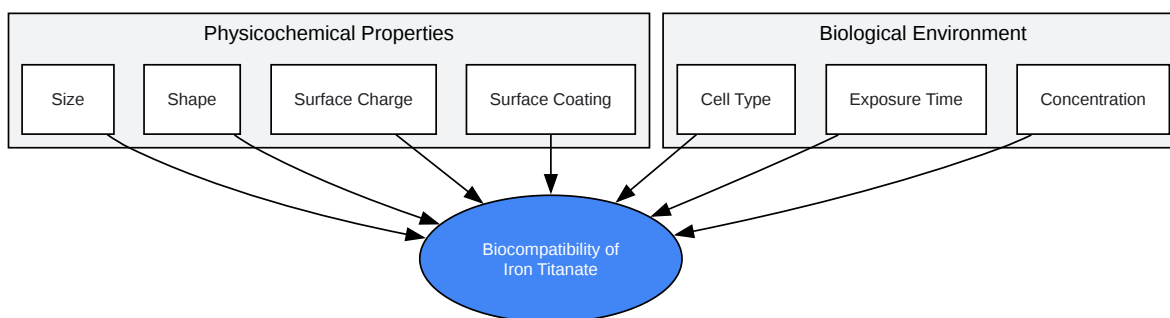 Physicochemical Properties
Biological Environment
Size
Shape
Surface Charge
Surface Coating
Cell Type
Exposure Time
Concentration
Biocompatibility of
Iron Titanate